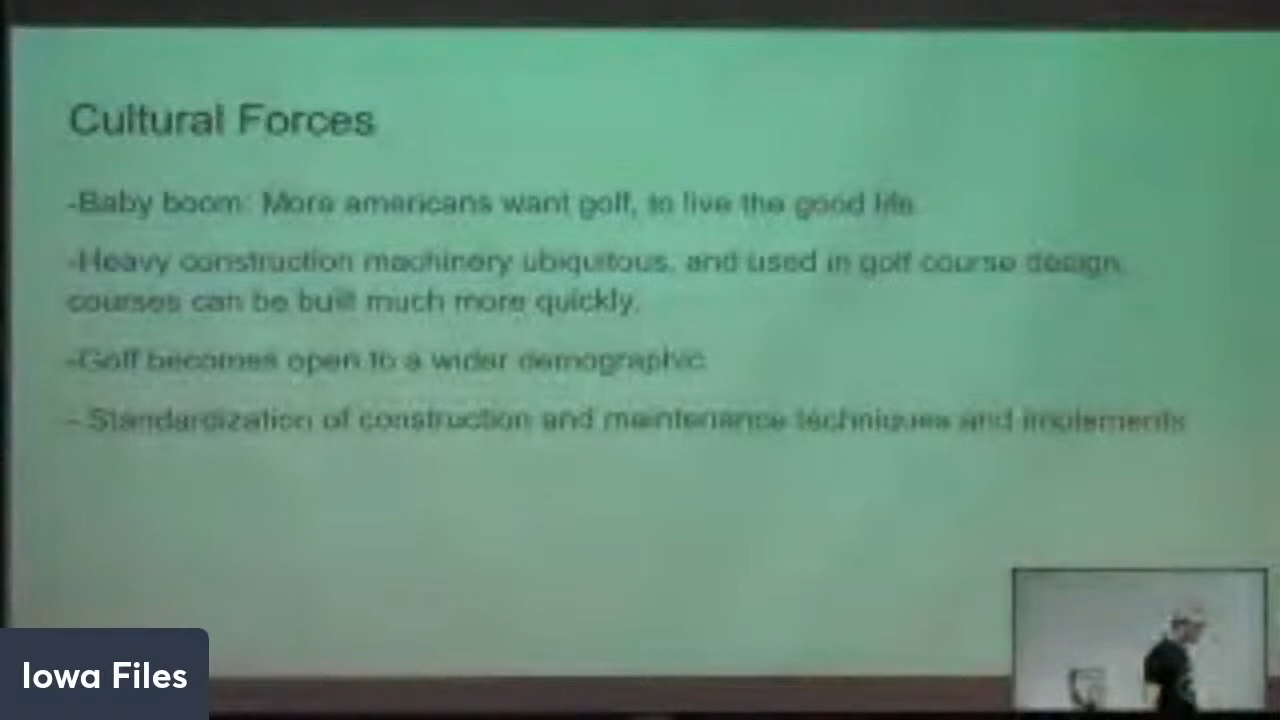 Cultural Forces
-Baby boom: More americans want golf, to live the good life
-Heavy construction machinery ubiquitous, and used in golf course design,
courses can be built much more quickly.
-Golf becomes open to a wider demographic
- Standardization of construction and maintenance techniques and implements
Iowa Files